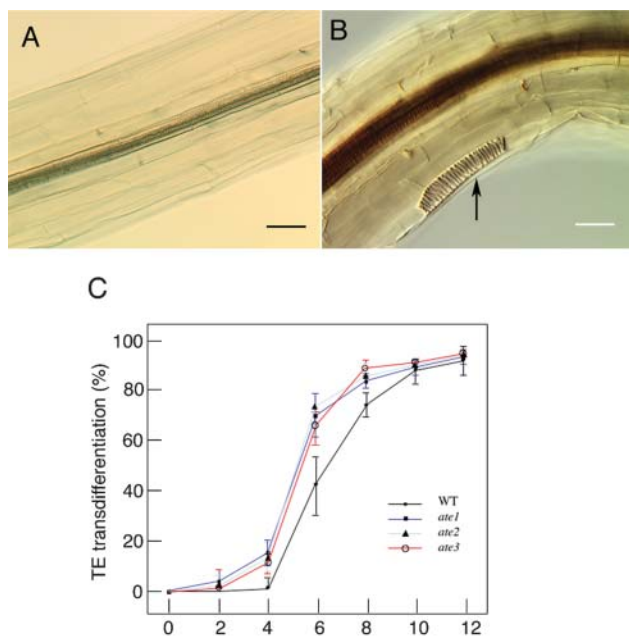 A
B
C
TE transdifferentiation (%)
100
80
60
40
20
0
WT
ate1
ate2
ate3
0 2 4 6 8 10 12